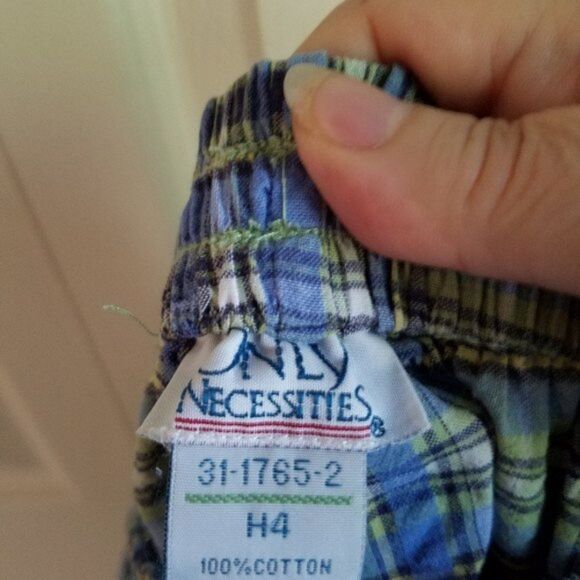 ONLY
NECESSITIES®
31-1765-2
H4
100%COTTON